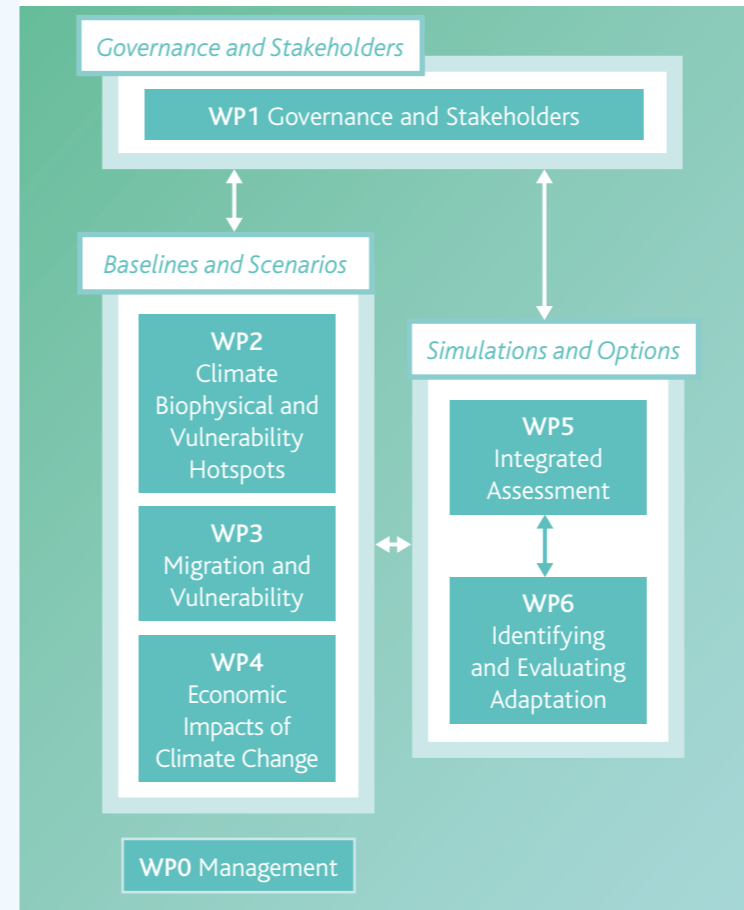 Governance and Stakeholders
WP1 Governance and Stakeholders
Baselines and Scenarios
WP2
Climate
Biophysical and
Vulnerability
Hotspots
WP3
Migration and
Vulnerability
WP4
Economic
Impacts of
Climate Change
Simulations and Options
WP5
Integrated
Assessment
WP6
Identifying
and Evaluating
Adaptation
WP0 Management